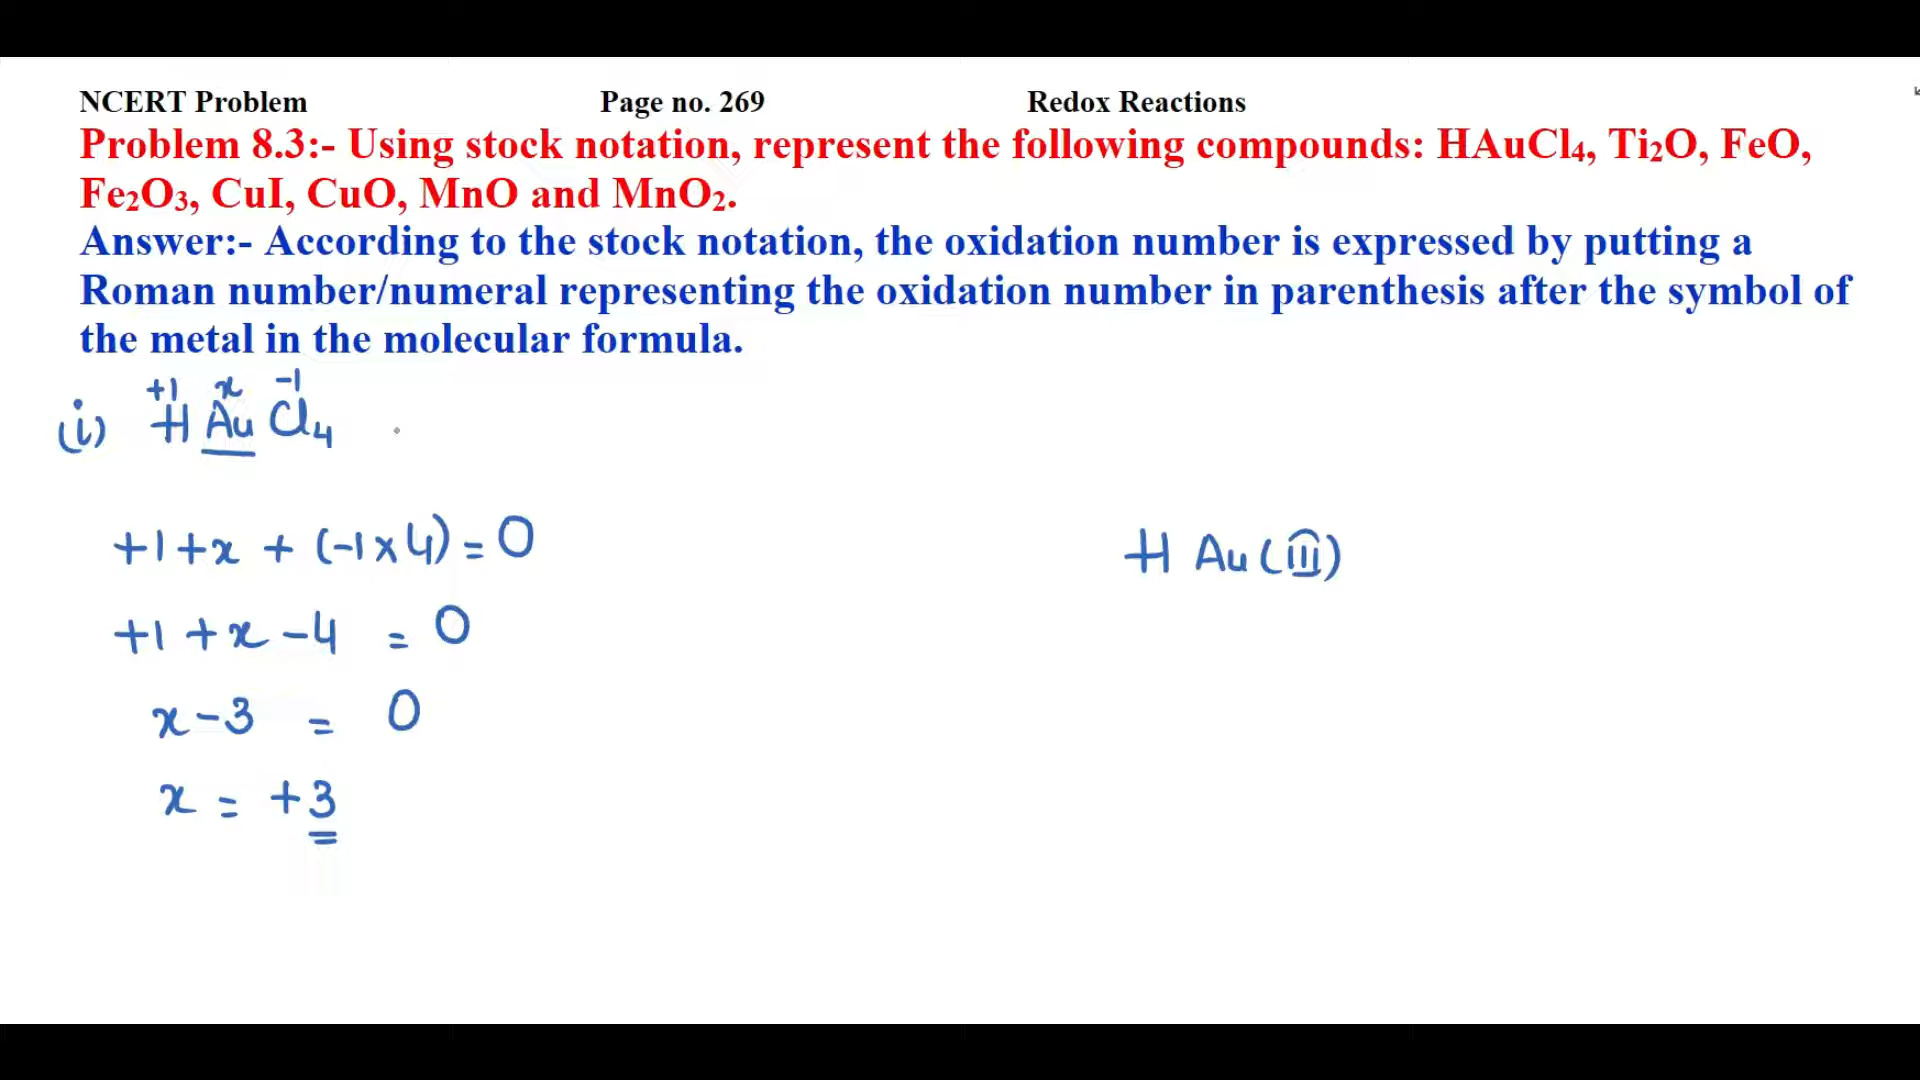 NCERT Problem Page no. 269 Redox Reactions
Problem 8.3:- Using stock notation, represent the following compounds: HAuCl₄, Ti₂O, FeO,
Fe₂O₃, CuI, CuO, MnO and MnO₂.
Answer:- According to the stock notation, the oxidation number is expressed by putting a
Roman number/numeral representing the oxidation number in parenthesis after the symbol of
the metal in the molecular formula.
+1 x -1
(i) H Au Cl₄
+1 + x + (-1 × 4) = 0
H Au (III)
+1 + x - 4 = 0
x - 3 = 0
x = +3